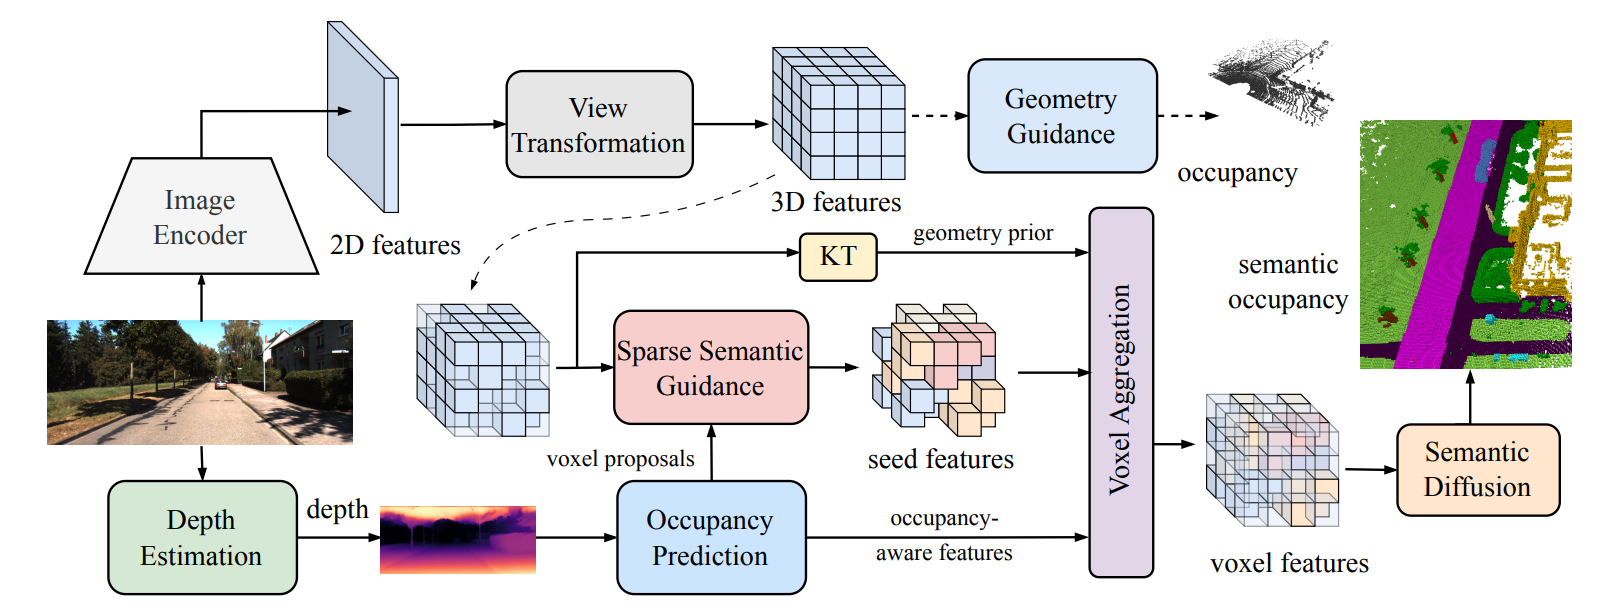 Image
Encoder
2D features
View
Transformation
3D features
Geometry
Guidance
occupancy
KT
geometry prior
Sparse Semantic
Guidance
seed features
voxel proposals
Depth
Estimation
depth
Occupancy
Prediction
occupancy-
aware features
Voxel Aggregation
voxel features
Semantic
Diffusion
semantic
occupancy